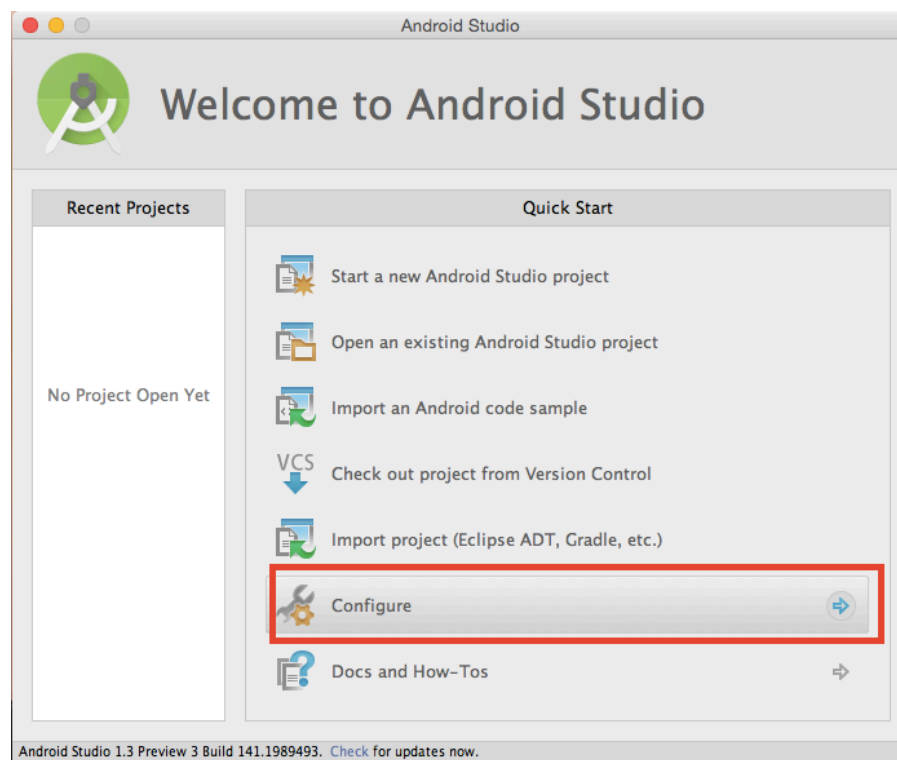 Android Studio
Welcome to Android Studio
Recent Projects
No Project Open Yet
Quick Start
Start a new Android Studio project
Open an existing Android Studio project
Import an Android code sample
VCS
Check out project from Version Control
Import project (Eclipse ADT, Gradle, etc.)
Configure
Docs and How-Tos
Android Studio 1.3 Preview 3 Build 141.1989493. Check for updates now.